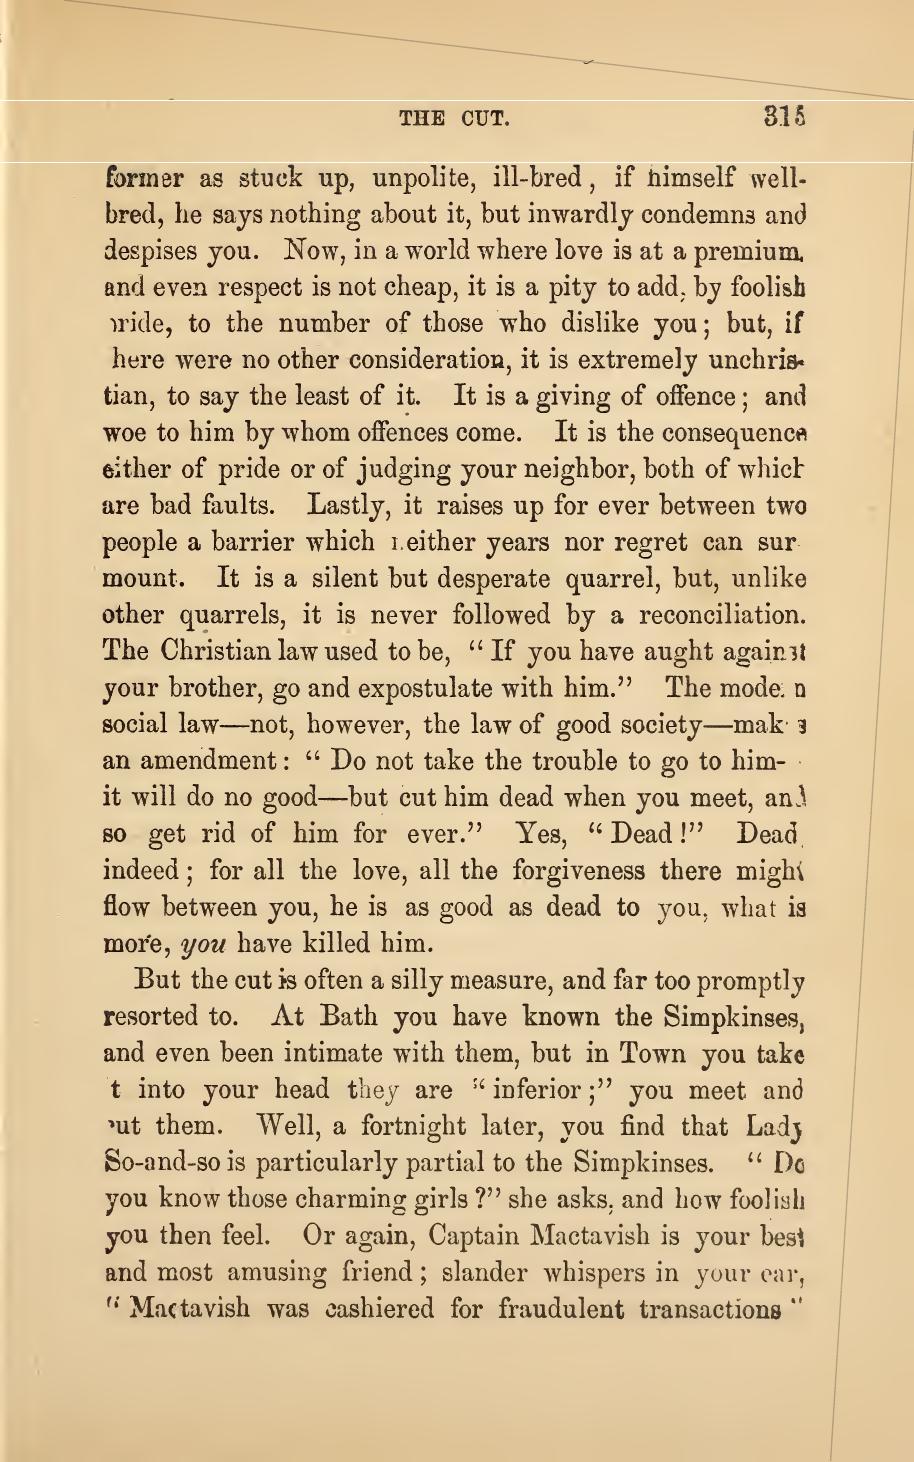 THE CUT. 315
former as stuck up, unpolite, ill-bred, if himself well-
bred, he says nothing about it, but inwardly condemns and
despises you. Now, in a world where love is at a premium,
and even respect is not cheap, it is a pity to add, by foolish
pride, to the number of those who dislike you; but, if
here were no other consideration, it is extremely unchris-
tian, to say the least of it. It is a giving of offence; and
woe to him by whom offences come. It is the consequence
either of pride or of judging your neighbor, both of which
are bad faults. Lastly, it raises up for ever between two
people a barrier which neither years nor regret can sur
mount. It is a silent but desperate quarrel, but, unlike
other quarrels, it is never followed by a reconciliation.
The Christian law used to be, “If you have aught against
your brother, go and expostulate with him.” The modern
social law—not, however, the law of good society—makes
an amendment: “Do not take the trouble to go to him-
it will do no good—but cut him dead when you meet, and
so get rid of him for ever.” Yes, “Dead!” Dead
indeed; for all the love, all the forgiveness there might
flow between you, he is as good as dead to you, what is
more, you have killed him.
But the cut is often a silly measure, and far too promptly
resorted to. At Bath you have known the Simpkinses,
and even been intimate with them, but in Town you take
t into your head they are “inferior;” you meet and
cut them. Well, a fortnight later, you find that Lady
So-and-so is particularly partial to the Simpkinses. “Do
you know those charming girls?” she asks, and how foolish
you then feel. Or again, Captain Mactavish is your best
and most amusing friend; slander whispers in your ear,
“Mactavish was cashiered for fraudulent transactions”